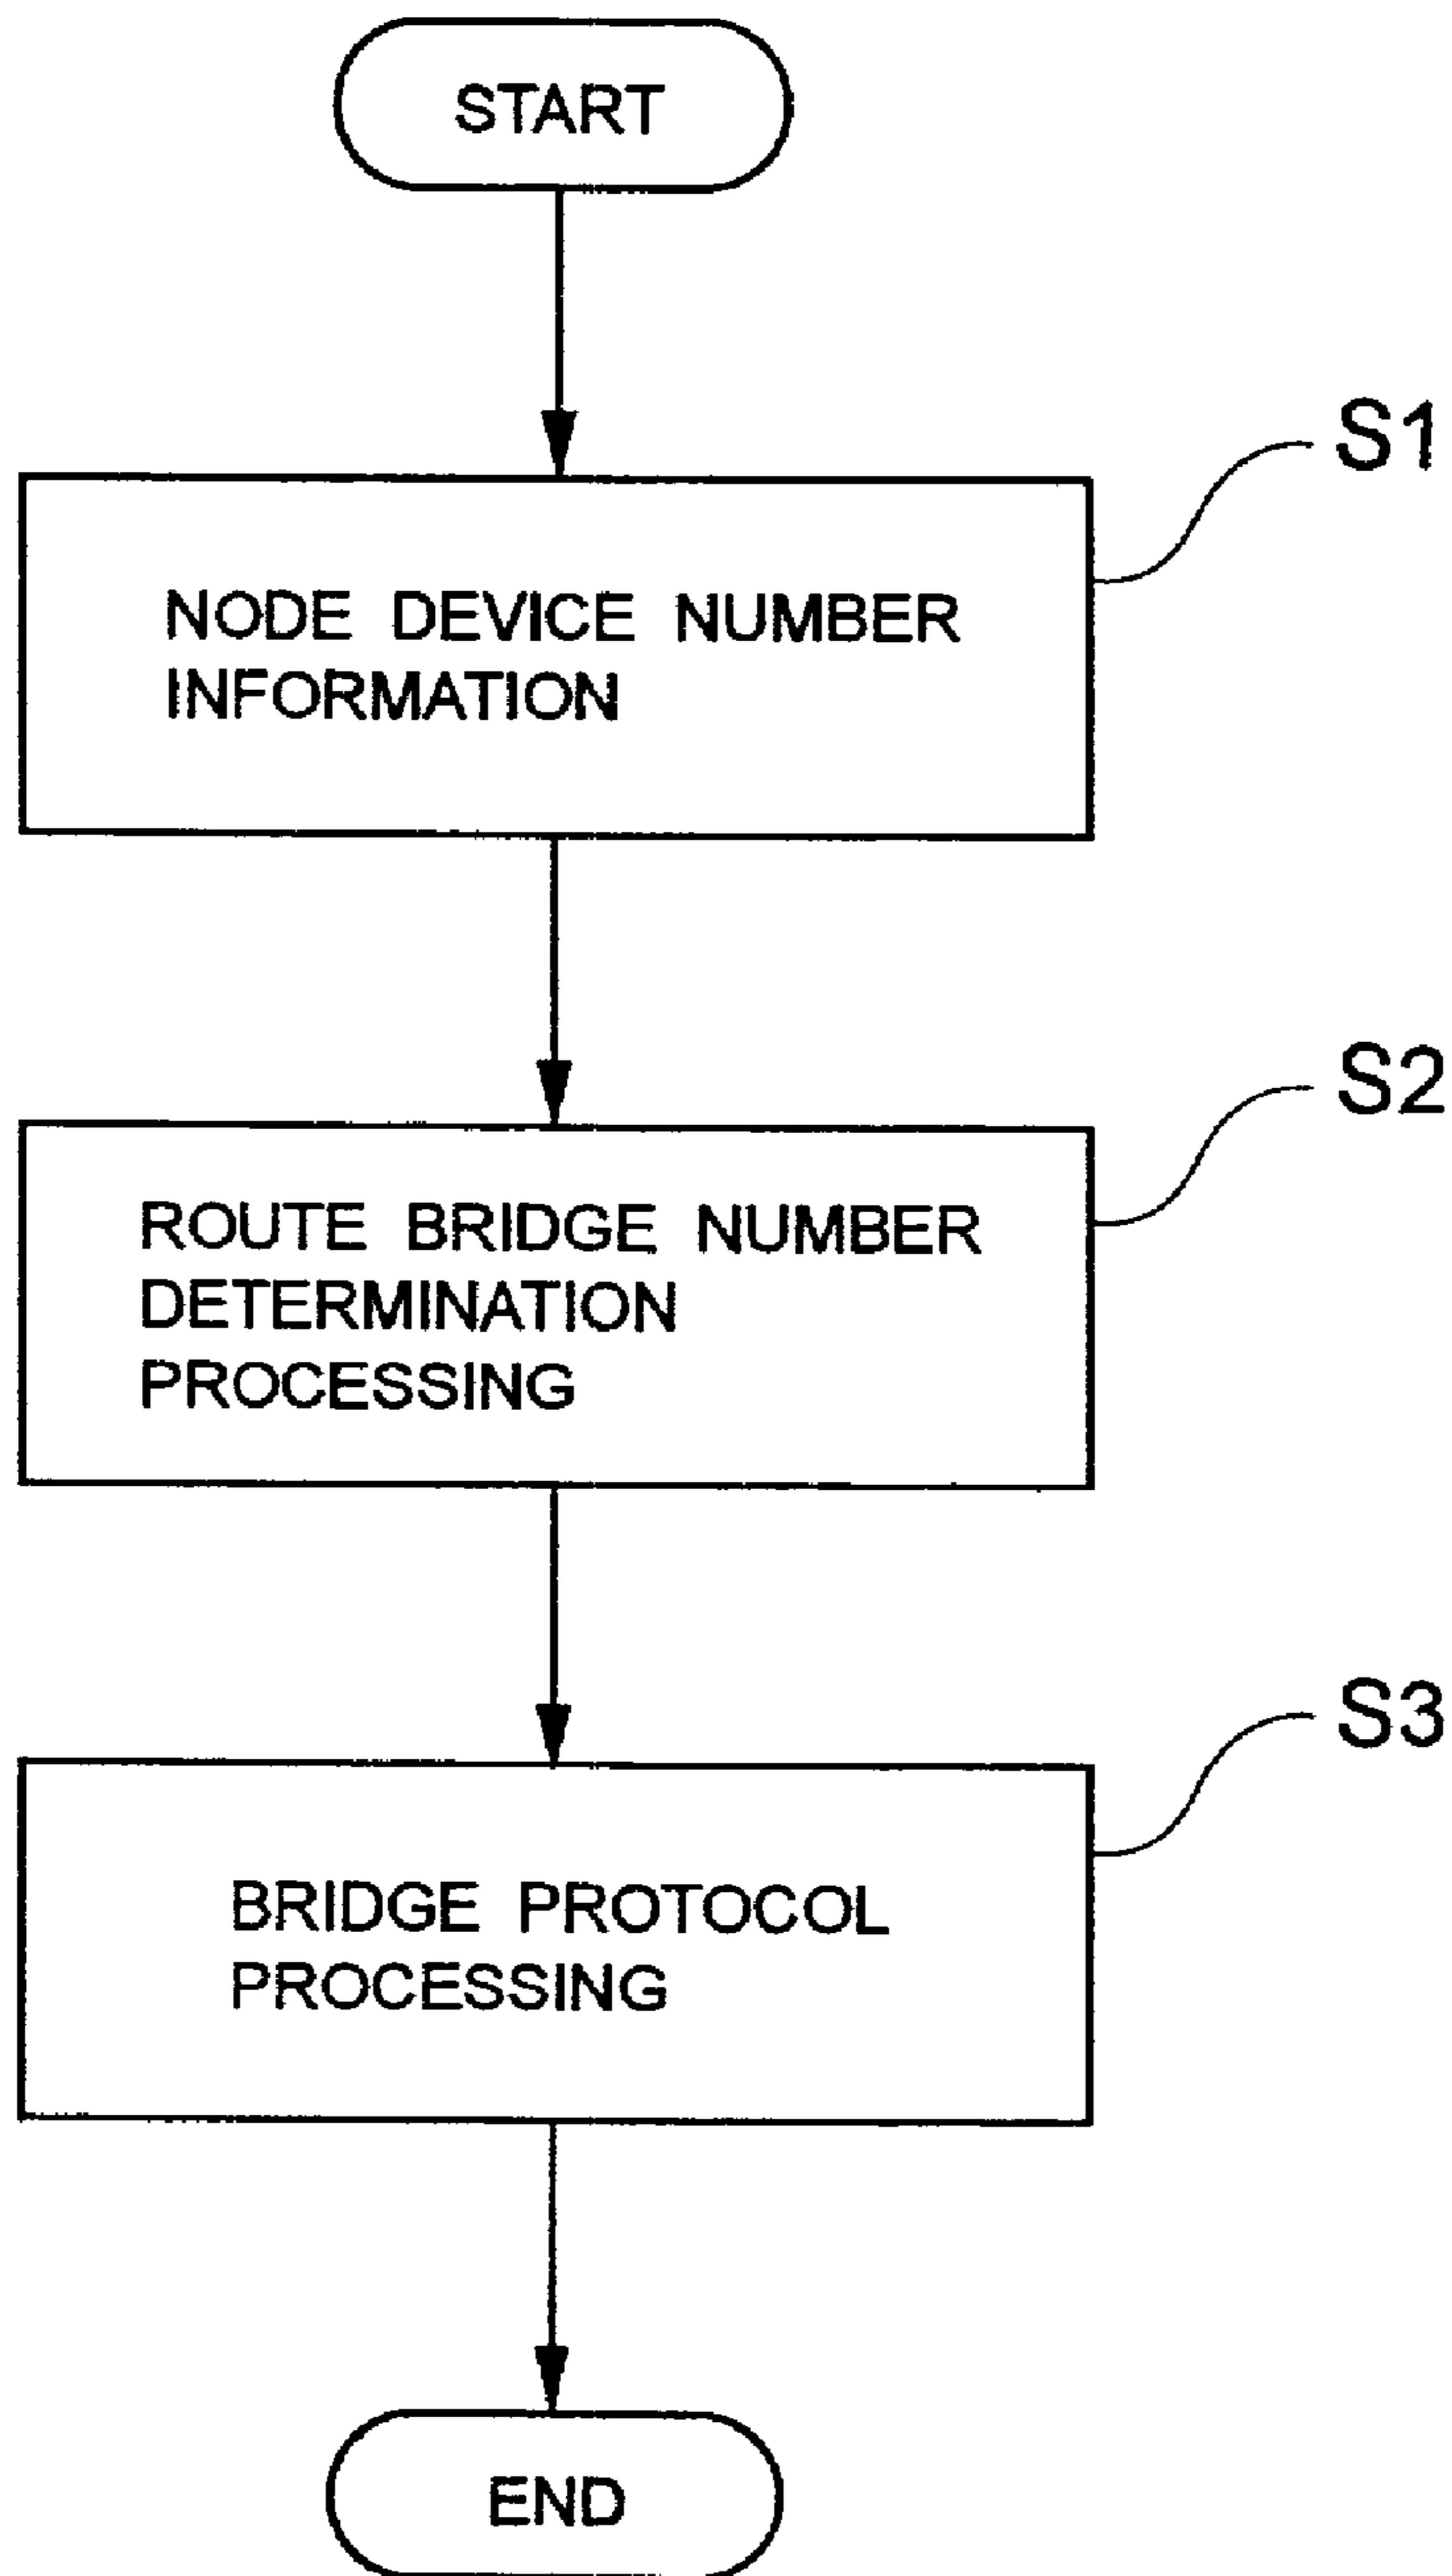 START
S1
NODE DEVICE NUMBER
INFORMATION
S2
ROUTE BRIDGE NUMBER
DETERMINATION
PROCESSING
S3
BRIDGE PROTOCOL
PROCESSING
END